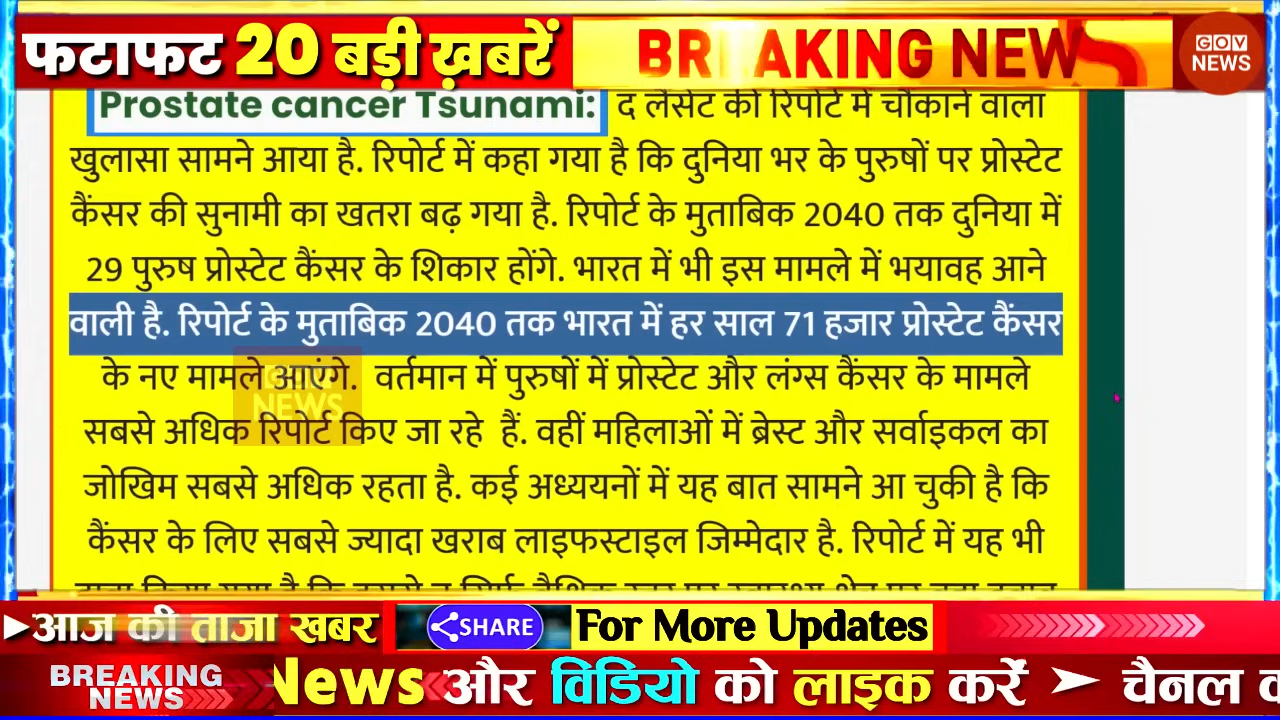 फटाफट 20 बड़ी ख़बरें
BREAKING NEWS
GOV
NEWS
Prostate cancer Tsunami: द लैंसेट की रिपोर्ट में चौंकाने वाला
खुलासा सामने आया है. रिपोर्ट में कहा गया है कि दुनिया भर के पुरुषों पर प्रोस्टेट
कैंसर की सुनामी का खतरा बढ़ गया है. रिपोर्ट के मुताबिक 2040 तक दुनिया में
29 पुरुष प्रोस्टेट कैंसर के शिकार होंगे. भारत में भी इस मामले में भयावह आने
वाली है. रिपोर्ट के मुताबिक 2040 तक भारत में हर साल 71 हजार प्रोस्टेट कैंसर
के नए मामले आएंगे. वर्तमान में पुरुषों में प्रोस्टेट और लंग्स कैंसर के मामले
सबसे अधिक रिपोर्ट किए जा रहे हैं. वहीं महिलाओं में ब्रेस्ट और सर्वाइकल का
जोखिम सबसे अधिक रहता है. कई अध्ययनों में यह बात सामने आ चुकी है कि
कैंसर के लिए सबसे ज्यादा खराब लाइफस्टाइल जिम्मेदार है. रिपोर्ट में यह भी
GOV
NEWS
आज की ताजा खबर
SHARE
For More Updates
BREAKING
NEWS
News और विडियो को लाइक करें ➤ चैनल